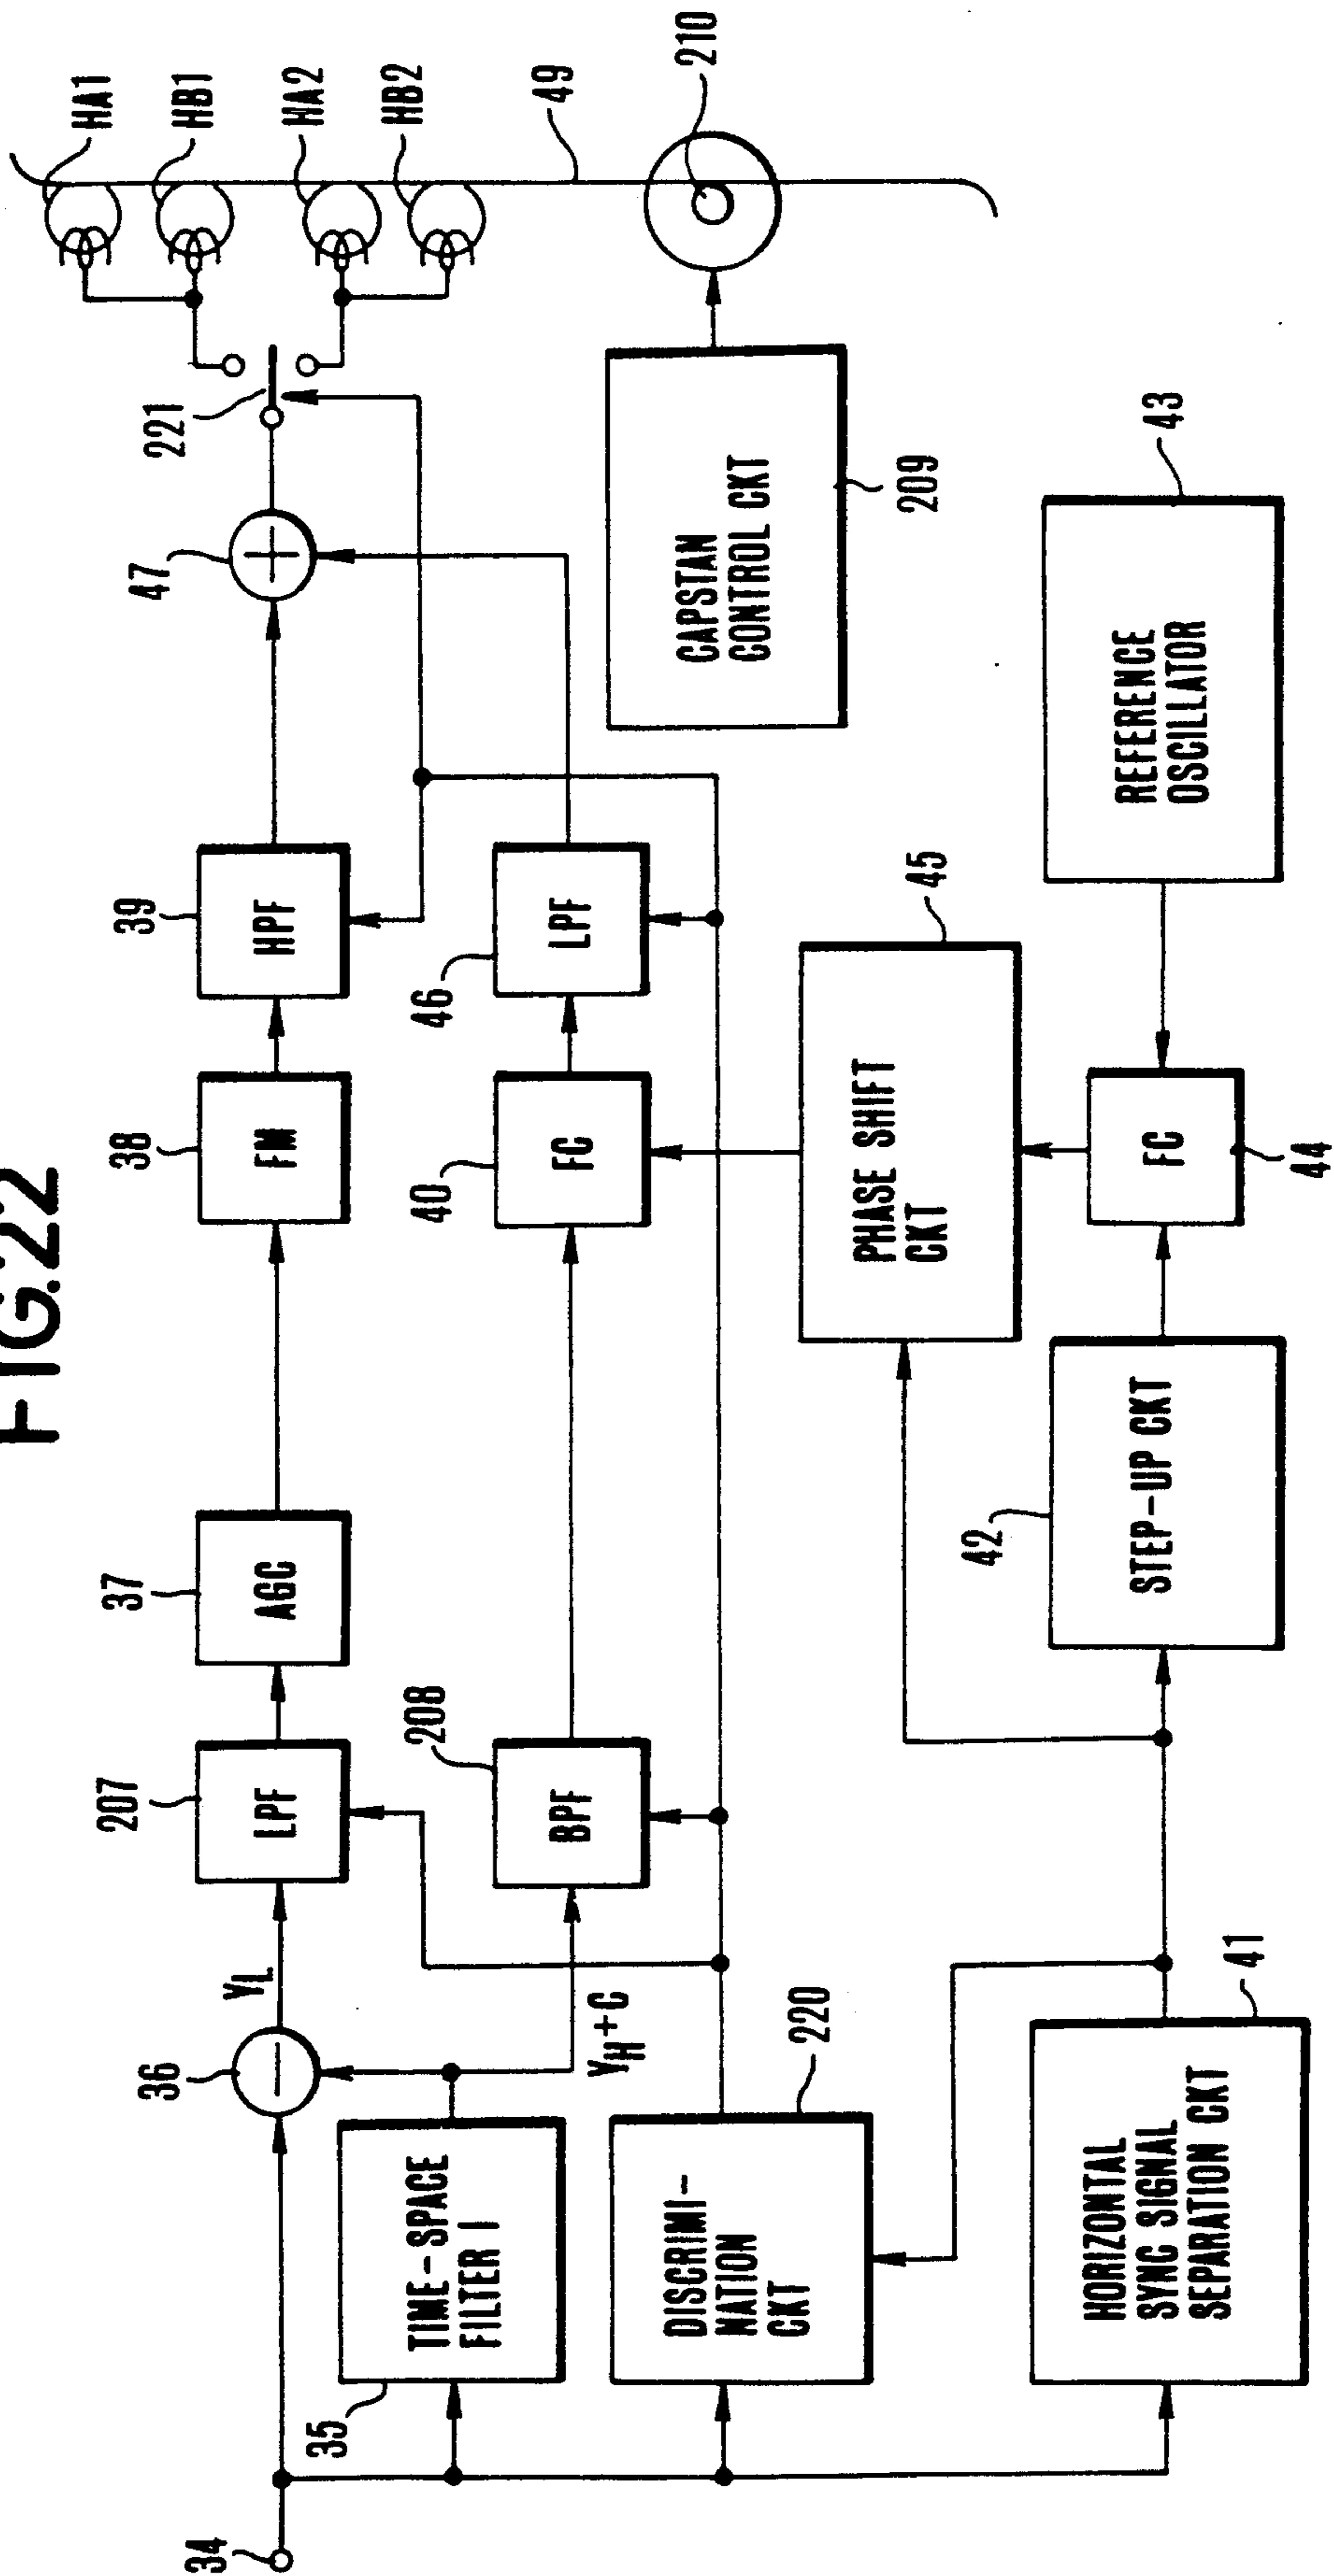 FIG.22
34
36
YL
207
LPF
37
AGC
38
FM
39
HPF
47
221
HA1
HB1
HA2
HB2
49
210
35
TIME-SPACE
FILTER I
YH+C
208
BPF
40
FC
46
LPF
DISCRIMI-
NATION
CKT
220
PHASE SHIFT
CKT
45
CAPSTAN
CONTROL CKT
209
HORIZONTAL
SYNC SIGNAL
SEPARATION CKT
41
42
STEP-UP CKT
FC
44
REFERENCE
OSCILLATOR
43